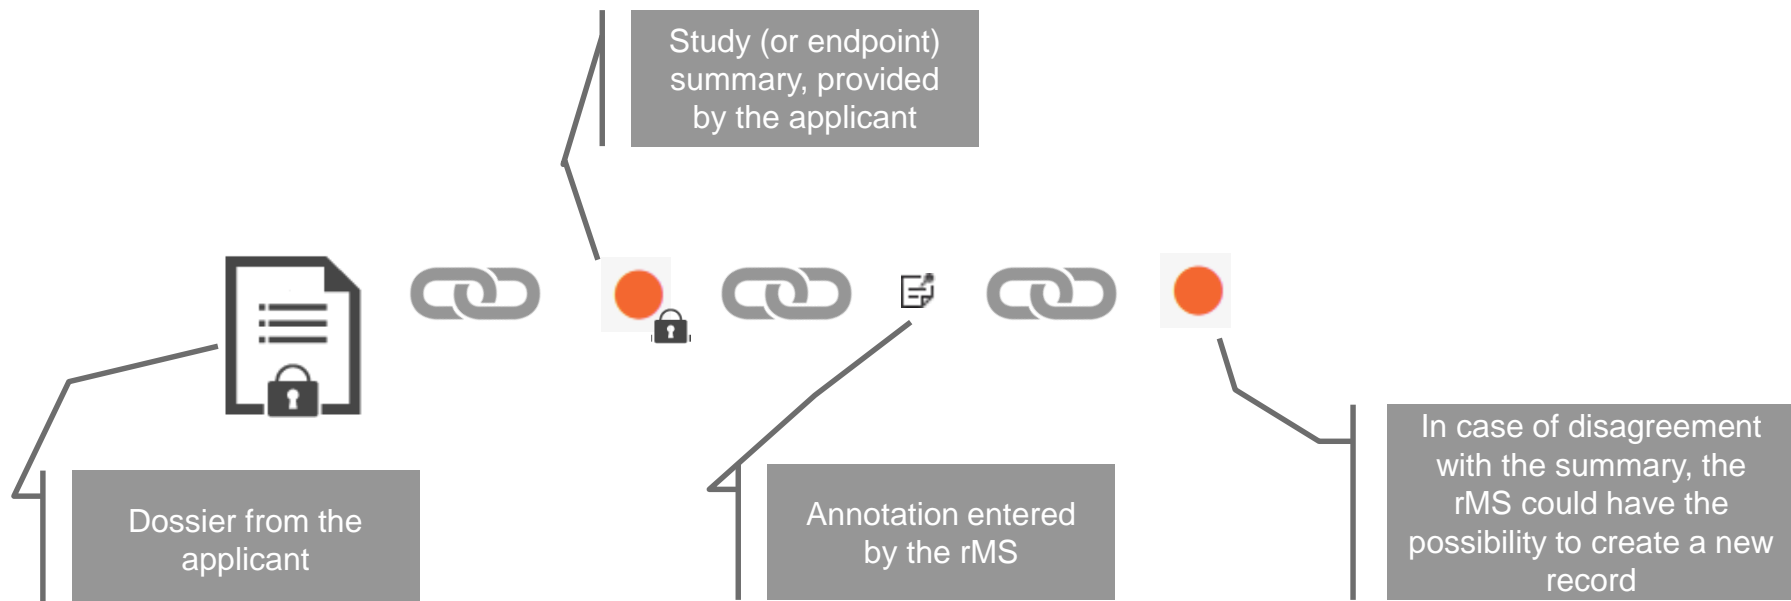 Study (or endpoint)
summary, provided
by the applicant
Dossier from the
applicant
Annotation entered
by the rMS
In case of disagreement
with the summary, the
rMS could have the
possibility to create a new
record